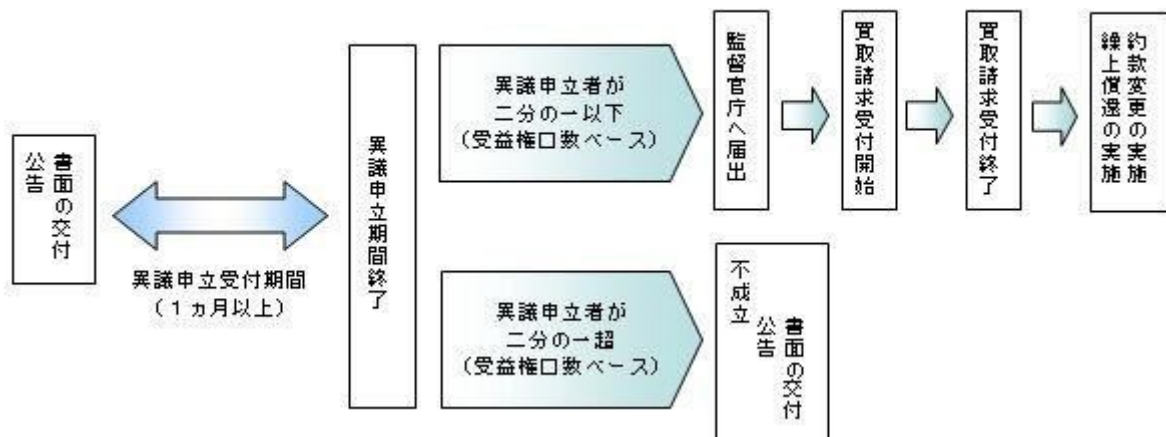 書面の交付
公告
異議申立受付期間
（１ヵ月以上）
異議申立期間終了
異議申立者が
二分の一以下
（受益権口数ベース）
監督官庁へ届出
買取請求受付開始
買取請求受付終了
約款変更の実施
繰上償還の実施
異議申立者が
二分の一超
（受益権口数ベース）
不成立
書面の交付
公告